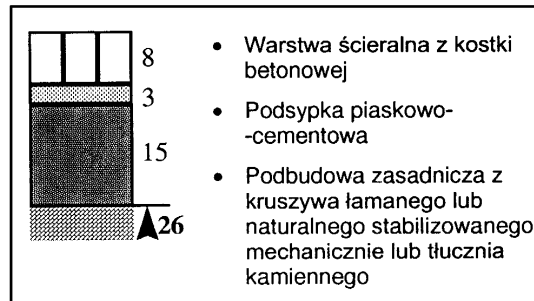 8
3
15
26
• Warstwa ścieralna z kostki
betonowej
• Podsypka piaskowo-
-cementowa
• Podbudowa zasadnicza z
kruszywa łamanego lub
naturalnego stabilizowanego
mechanicznie lub tłucznia
kamiennego